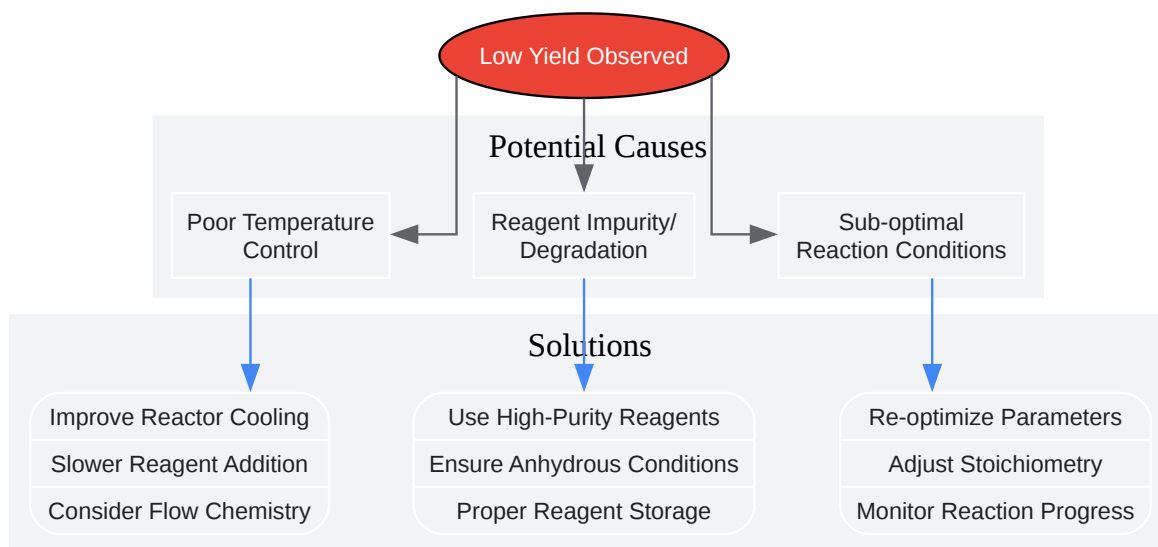 Low Yield Observed
Potential Causes
Poor Temperature
Control
Reagent Impurity/
Degradation
Sub-optimal
Reaction Conditions
Solutions
Improve Reactor Cooling
Slower Reagent Addition
Consider Flow Chemistry
Use High-Purity Reagents
Ensure Anhydrous Conditions
Proper Reagent Storage
Re-optimize Parameters
Adjust Stoichiometry
Monitor Reaction Progress